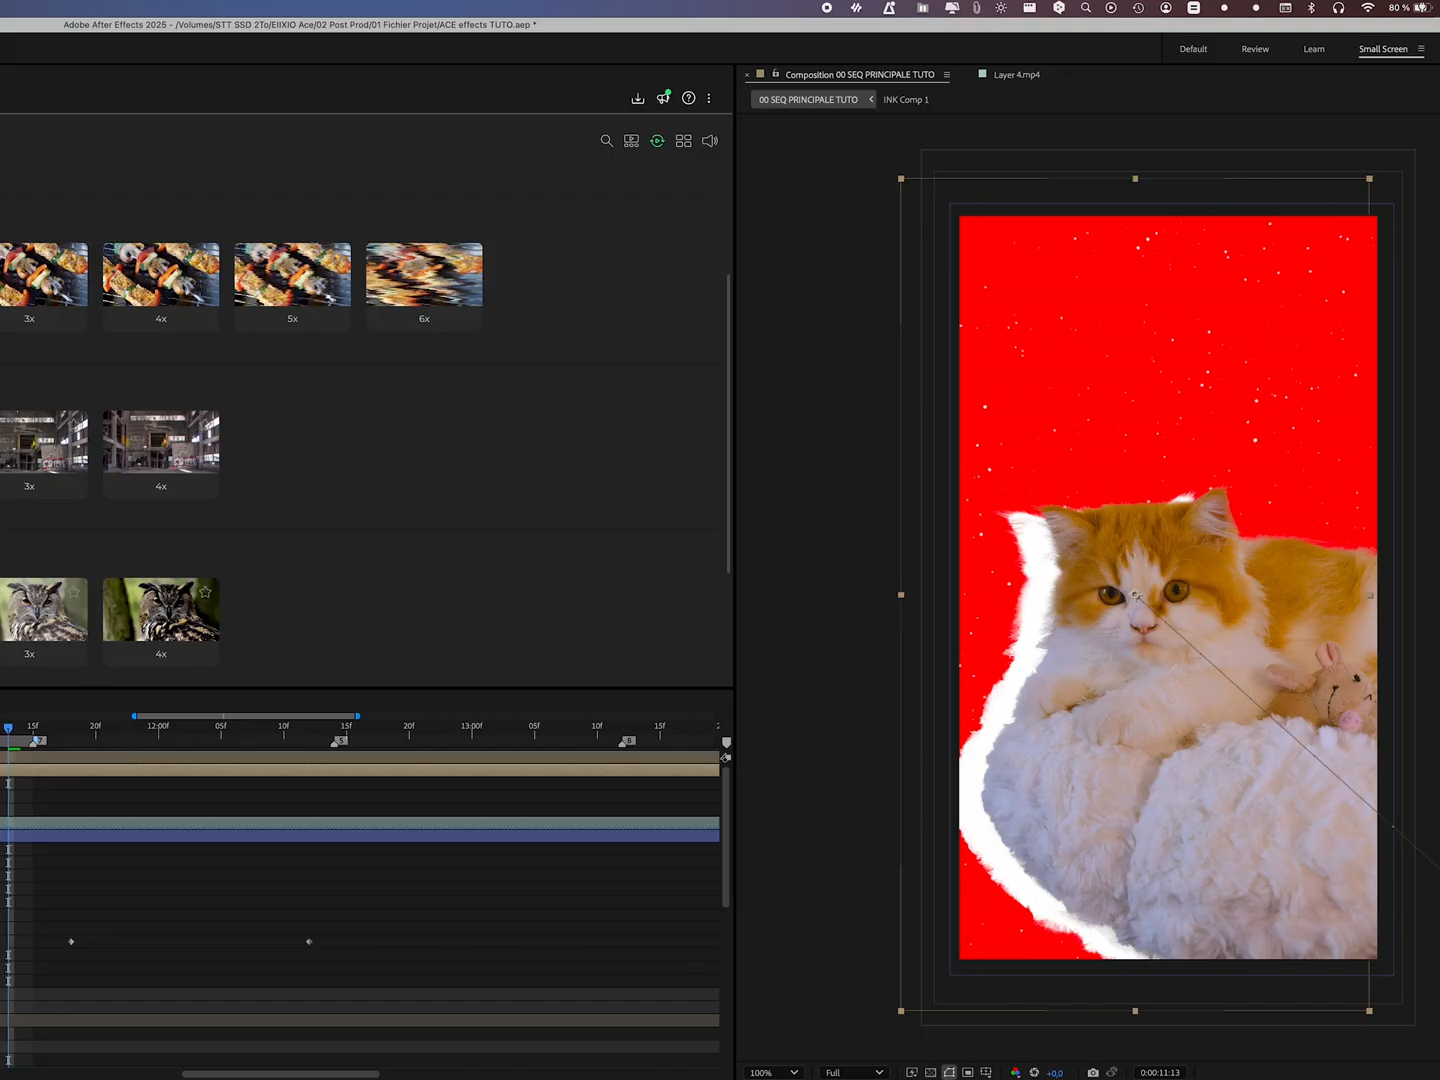 80 %
Adobe After Effects 2025 - /Volumes/STT SSD 2To/EIIXIO Ace/02 Post Prod/01 Fichier Projet/ACE effects TUTO.aep *
Default Review Learn Small Screen
Composition 00 SEQ PRINCIPALE TUTO Layer 4.mp4
00 SEQ PRINCIPALE TUTO INK Comp 1
3x 4x 5x 6x
3x 4x
3x 4x
15f 20f 12:00f 05f 10f 15f 20f 13:00f 05f 10f 15f
7 5 8
100% Full +0,0 0:00:11:13